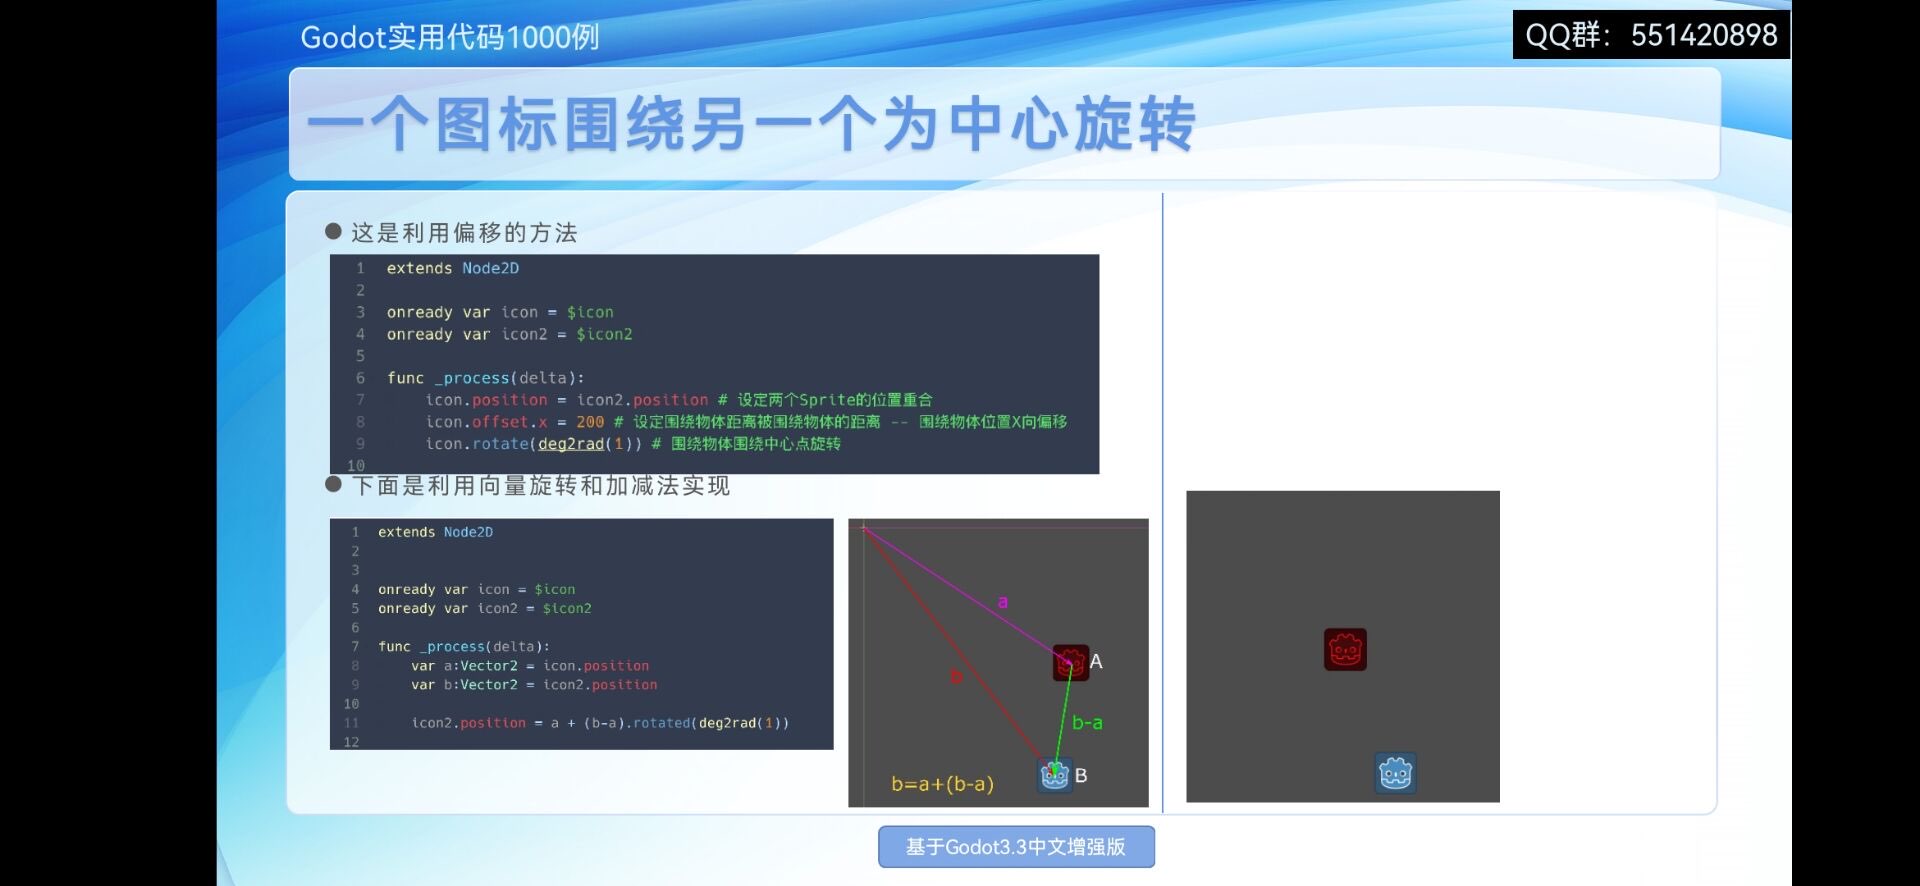 Godot实用代码1000例
QQ群：551420898
一个图标围绕另一个为中心旋转
● 这是利用偏移的方法
1 extends Node2D
2
3 onready var icon = $icon
4 onready var icon2 = $icon2
5
6 func _process(delta):
7 icon.position = icon2.position # 设定两个Sprite的位置重合
8 icon.offset.x = 200 # 设定围绕物体距离被围绕物体的距离 -- 围绕物体位置X向偏移
9 icon.rotate(deg2rad(1)) # 围绕物体围绕中心点旋转
10
● 下面是利用向量旋转和加减法实现
1 extends Node2D
2
3
4 onready var icon = $icon
5 onready var icon2 = $icon2
6
7 func _process(delta):
8 var a:Vector2 = icon.position
9 var b:Vector2 = icon2.position
10
11 icon2.position = a + (b-a).rotated(deg2rad(1))
12
a
A
b
b-a
B
b=a+(b-a)
基于Godot3.3中文增强版